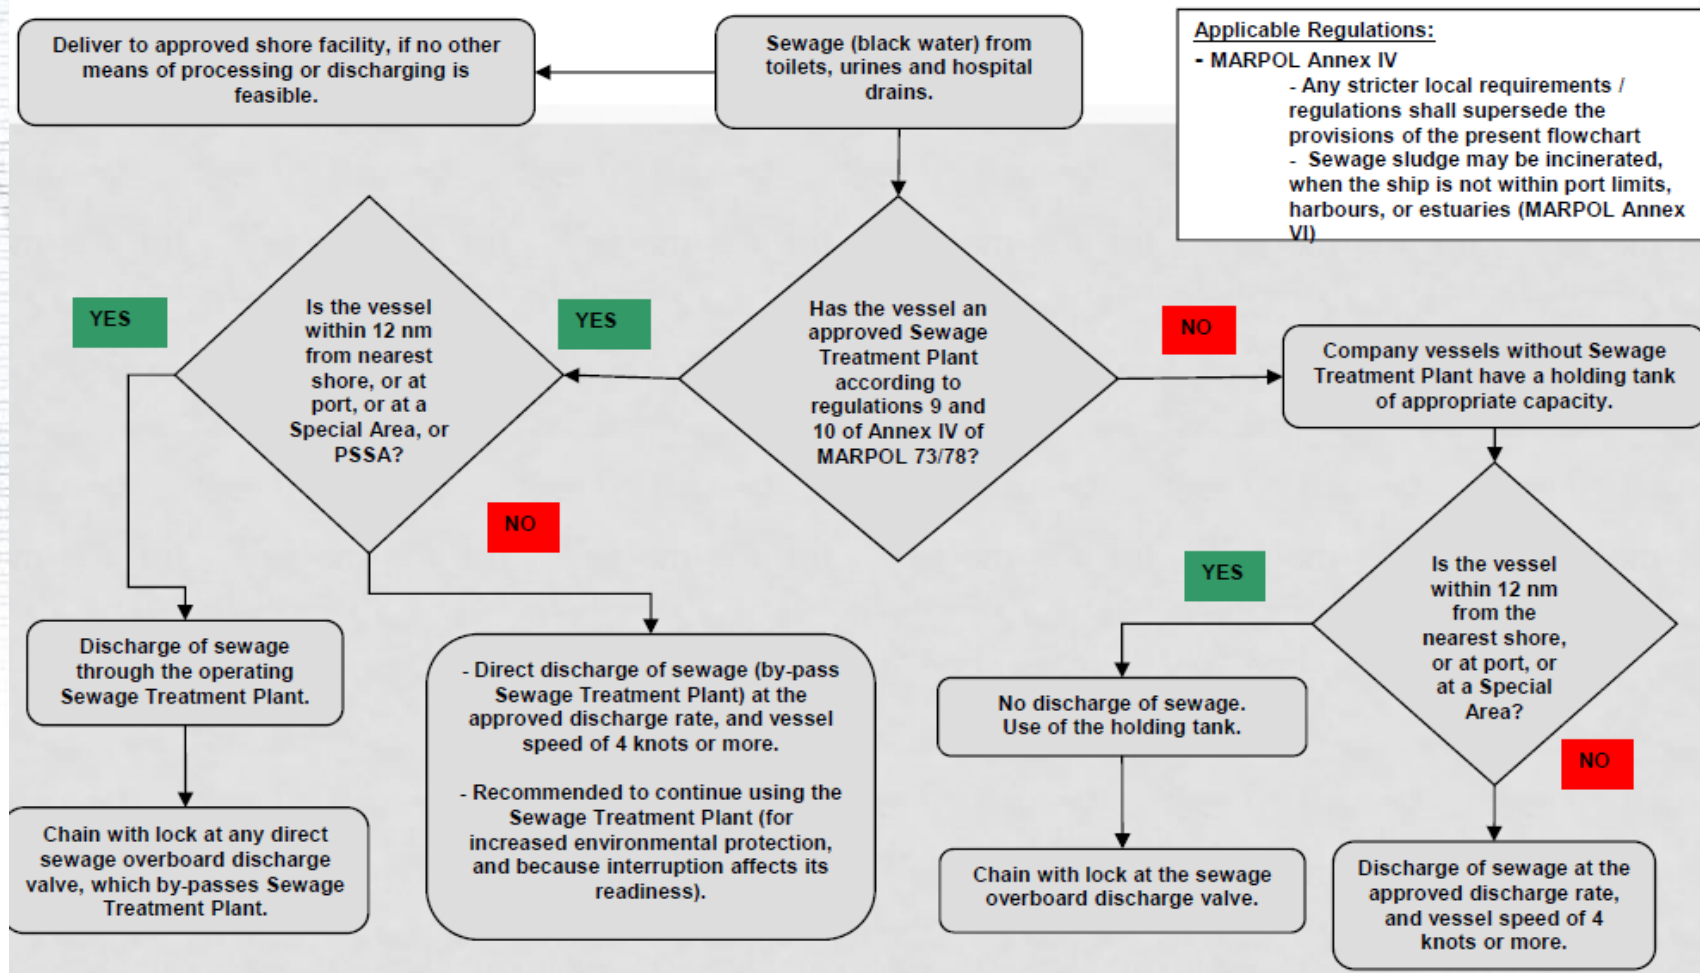 Deliver to approved shore facility, if no other
means of processing or discharging is
feasible.
Sewage (black water) from
toilets, urines and hospital
drains.
Applicable Regulations:
- MARPOL Annex IV
- Any stricter local requirements /
regulations shall supersede the
provisions of the present flowchart
- Sewage sludge may be incinerated,
when the ship is not within port limits,
harbours, or estuaries (MARPOL Annex
VI)
YES
Is the vessel
within 12 nm
from nearest
shore, or at
port, or at a
Special Area, or
PSSA?
YES
Has the vessel an
approved Sewage
Treatment Plant
according to
regulations 9 and
10 of Annex IV of
MARPOL 73/78?
NO
Company vessels without Sewage
Treatment Plant have a holding tank
of appropriate capacity.
NO
YES
Is the vessel
within 12 nm
from the
nearest shore,
or at port, or
at a Special
Area?
NO
Discharge of sewage
through the operating
Sewage Treatment Plant.
- Direct discharge of sewage (by-pass
Sewage Treatment Plant) at the
approved discharge rate, and vessel
speed of 4 knots or more.
- Recommended to continue using the
Sewage Treatment Plant (for
increased environmental protection,
and because interruption affects its
readiness).
No discharge of sewage.
Use of the holding tank.
Chain with lock at any direct
sewage overboard discharge
valve, which by-passes Sewage
Treatment Plant.
Chain with lock at the sewage
overboard discharge valve.
Discharge of sewage at the
approved discharge rate,
and vessel speed of 4
knots or more.